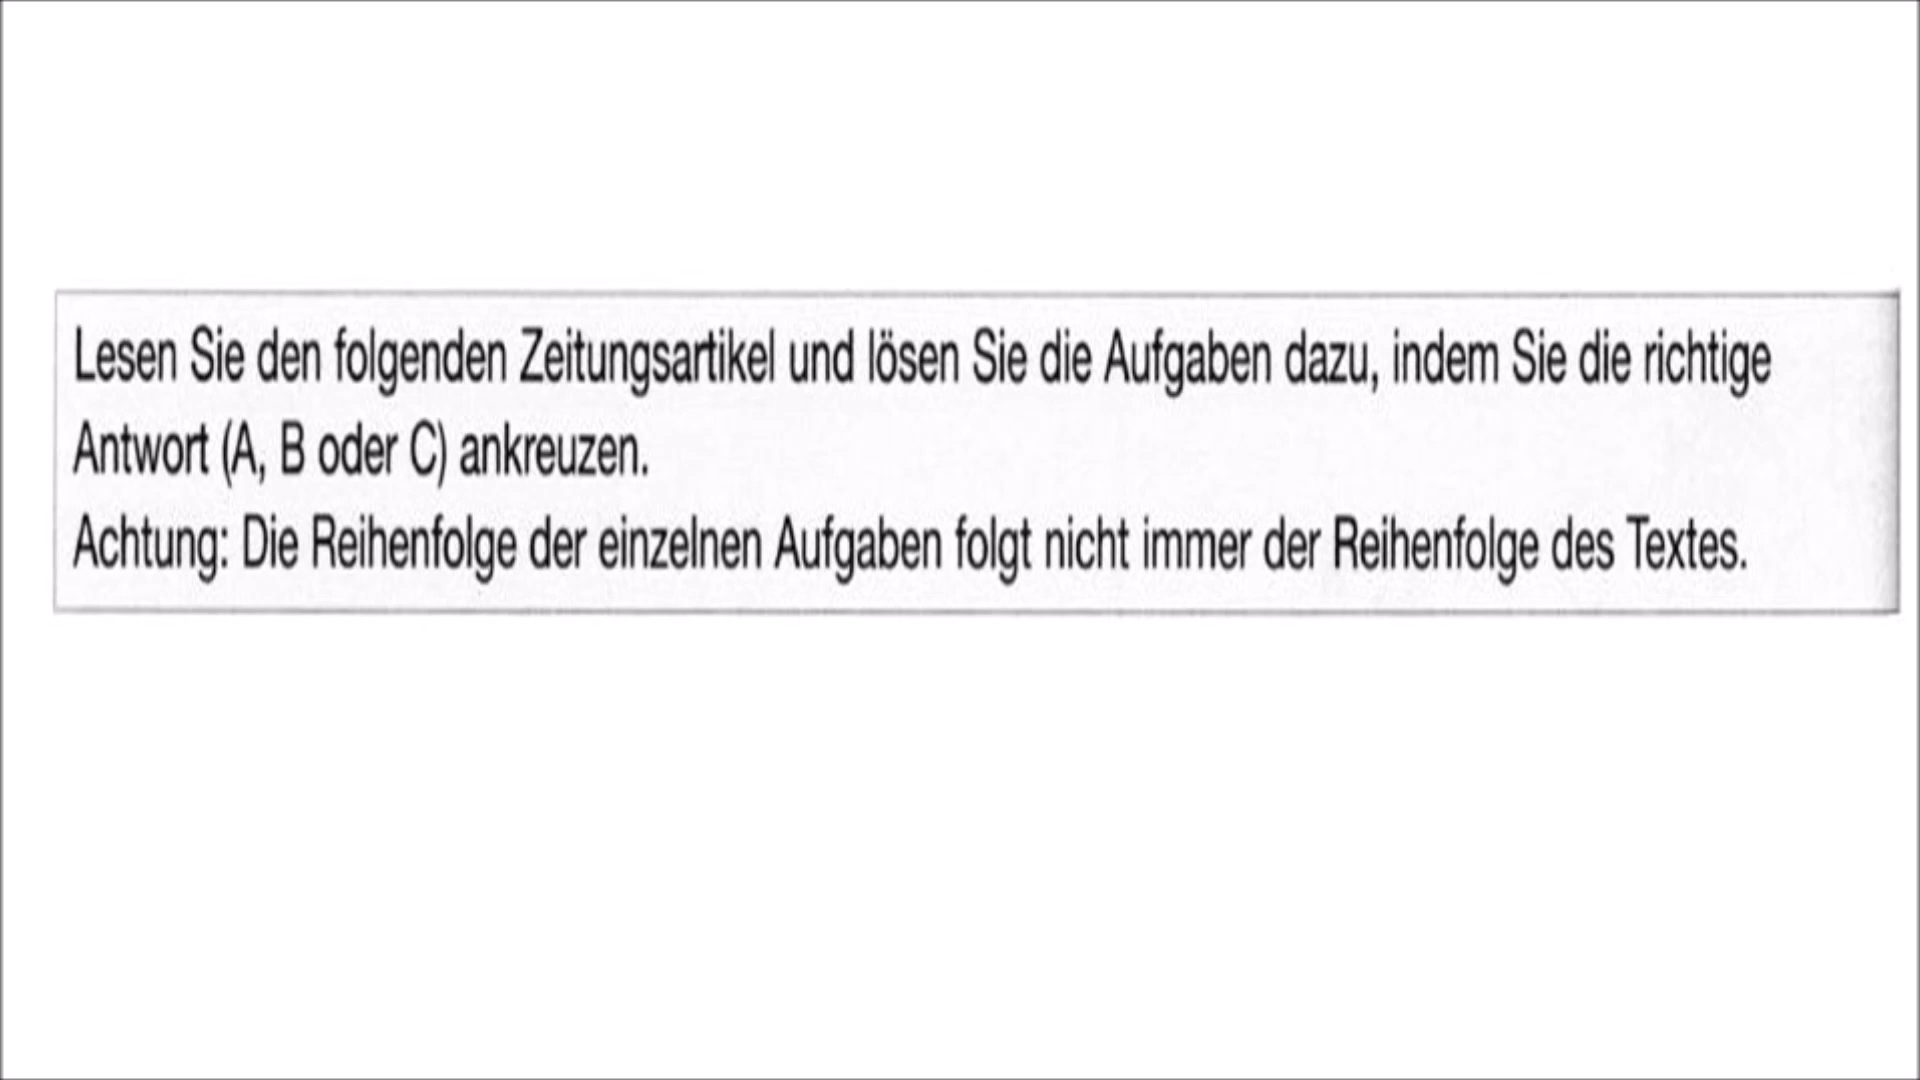 Lesen Sie den folgenden Zeitungsartikel und lösen Sie die Aufgaben dazu, indem Sie die richtige
Antwort (A, B oder C) ankreuzen.
Achtung: Die Reihenfolge der einzelnen Aufgaben folgt nicht immer der Reihenfolge des Textes.